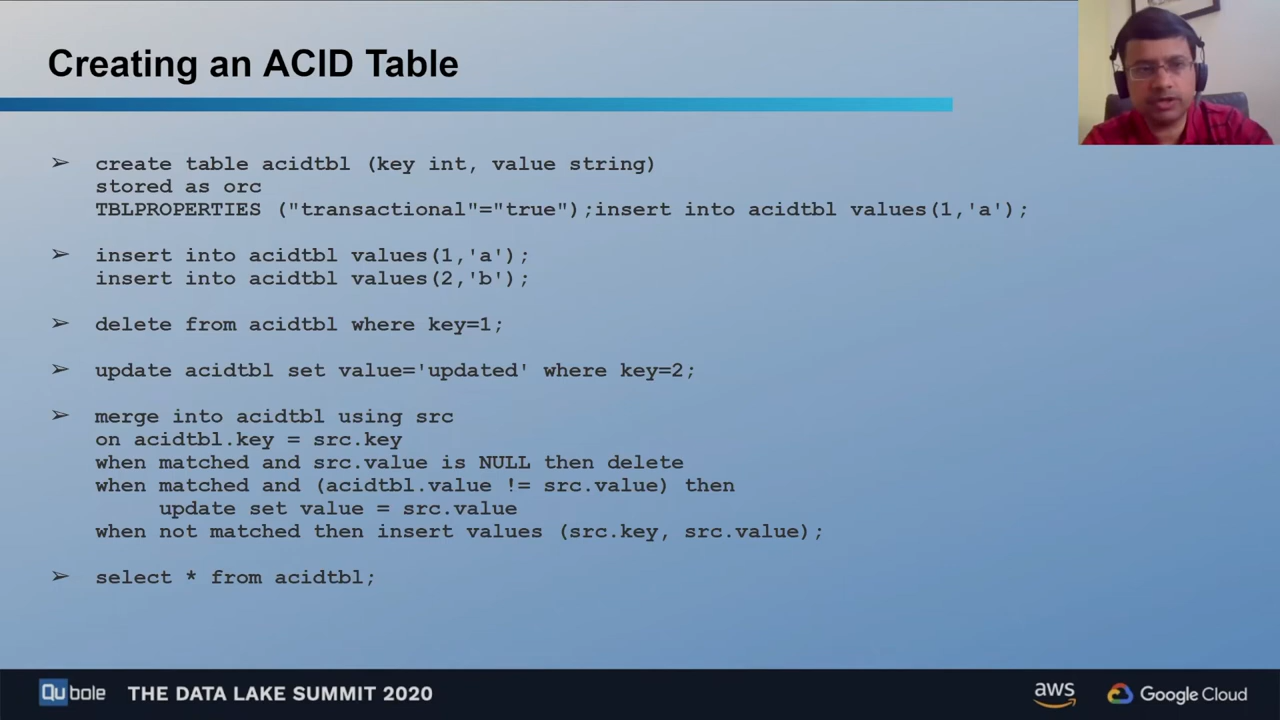 Creating an ACID Table
➢ create table acidtbl (key int, value string)
stored as orc
TBLPROPERTIES ("transactional"="true");insert into acidtbl values(1,'a');
➢ insert into acidtbl values(1,'a');
insert into acidtbl values(2,'b');
➢ delete from acidtbl where key=1;
➢ update acidtbl set value='updated' where key=2;
➢ merge into acidtbl using src
on acidtbl.key = src.key
when matched and src.value is NULL then delete
when matched and (acidtbl.value != src.value) then
update set value = src.value
when not matched then insert values (src.key, src.value);
➢ select * from acidtbl;
Qubole THE DATA LAKE SUMMIT 2020 aws Google Cloud